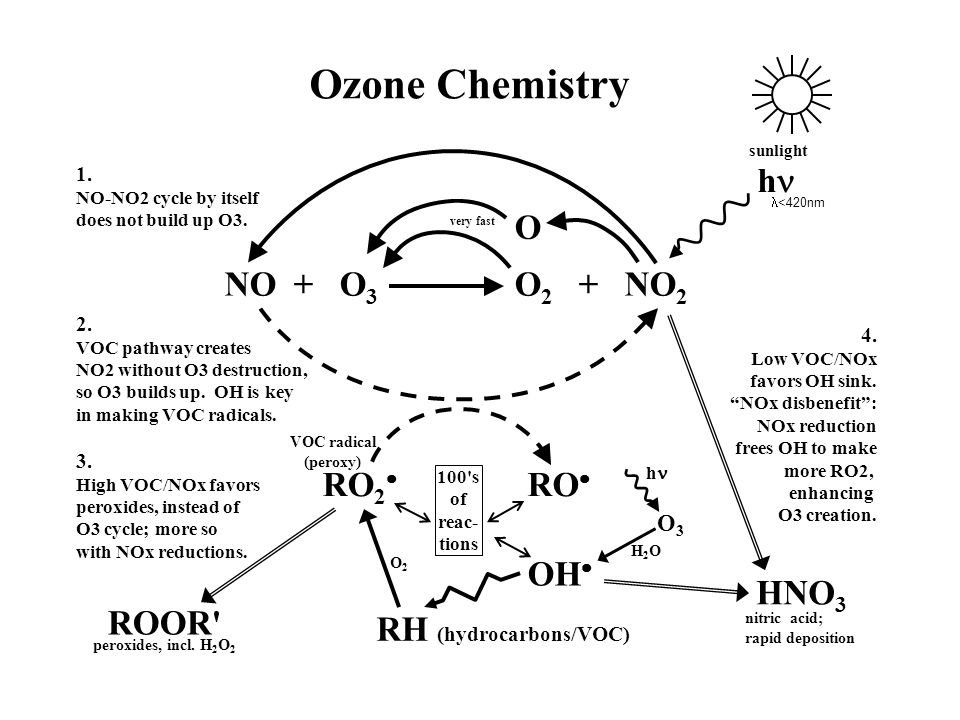 Ozone Chemistry
sunlight
hν
λ<420nm
1.
NO-NO2 cycle by itself
does not build up O3.
very fast
O
NO + O₃ O₂ + NO₂
2.
VOC pathway creates
NO2 without O3 destruction,
so O3 builds up. OH is key
in making VOC radicals.
3.
High VOC/NOx favors
peroxides, instead of
O3 cycle; more so
with NOx reductions.
4.
Low VOC/NOx
favors OH sink.
“NOx disbenefit”:
NOx reduction
frees OH to make
more RO2,
enhancing
O3 creation.
VOC radical
(peroxy)
RO₂•
100's
of
reac-
tions
RO•
hν
O₃
H₂O
O₂
OH•
HNO₃
nitric acid;
rapid deposition
ROOR'
peroxides, incl. H₂O₂
RH (hydrocarbons/VOC)